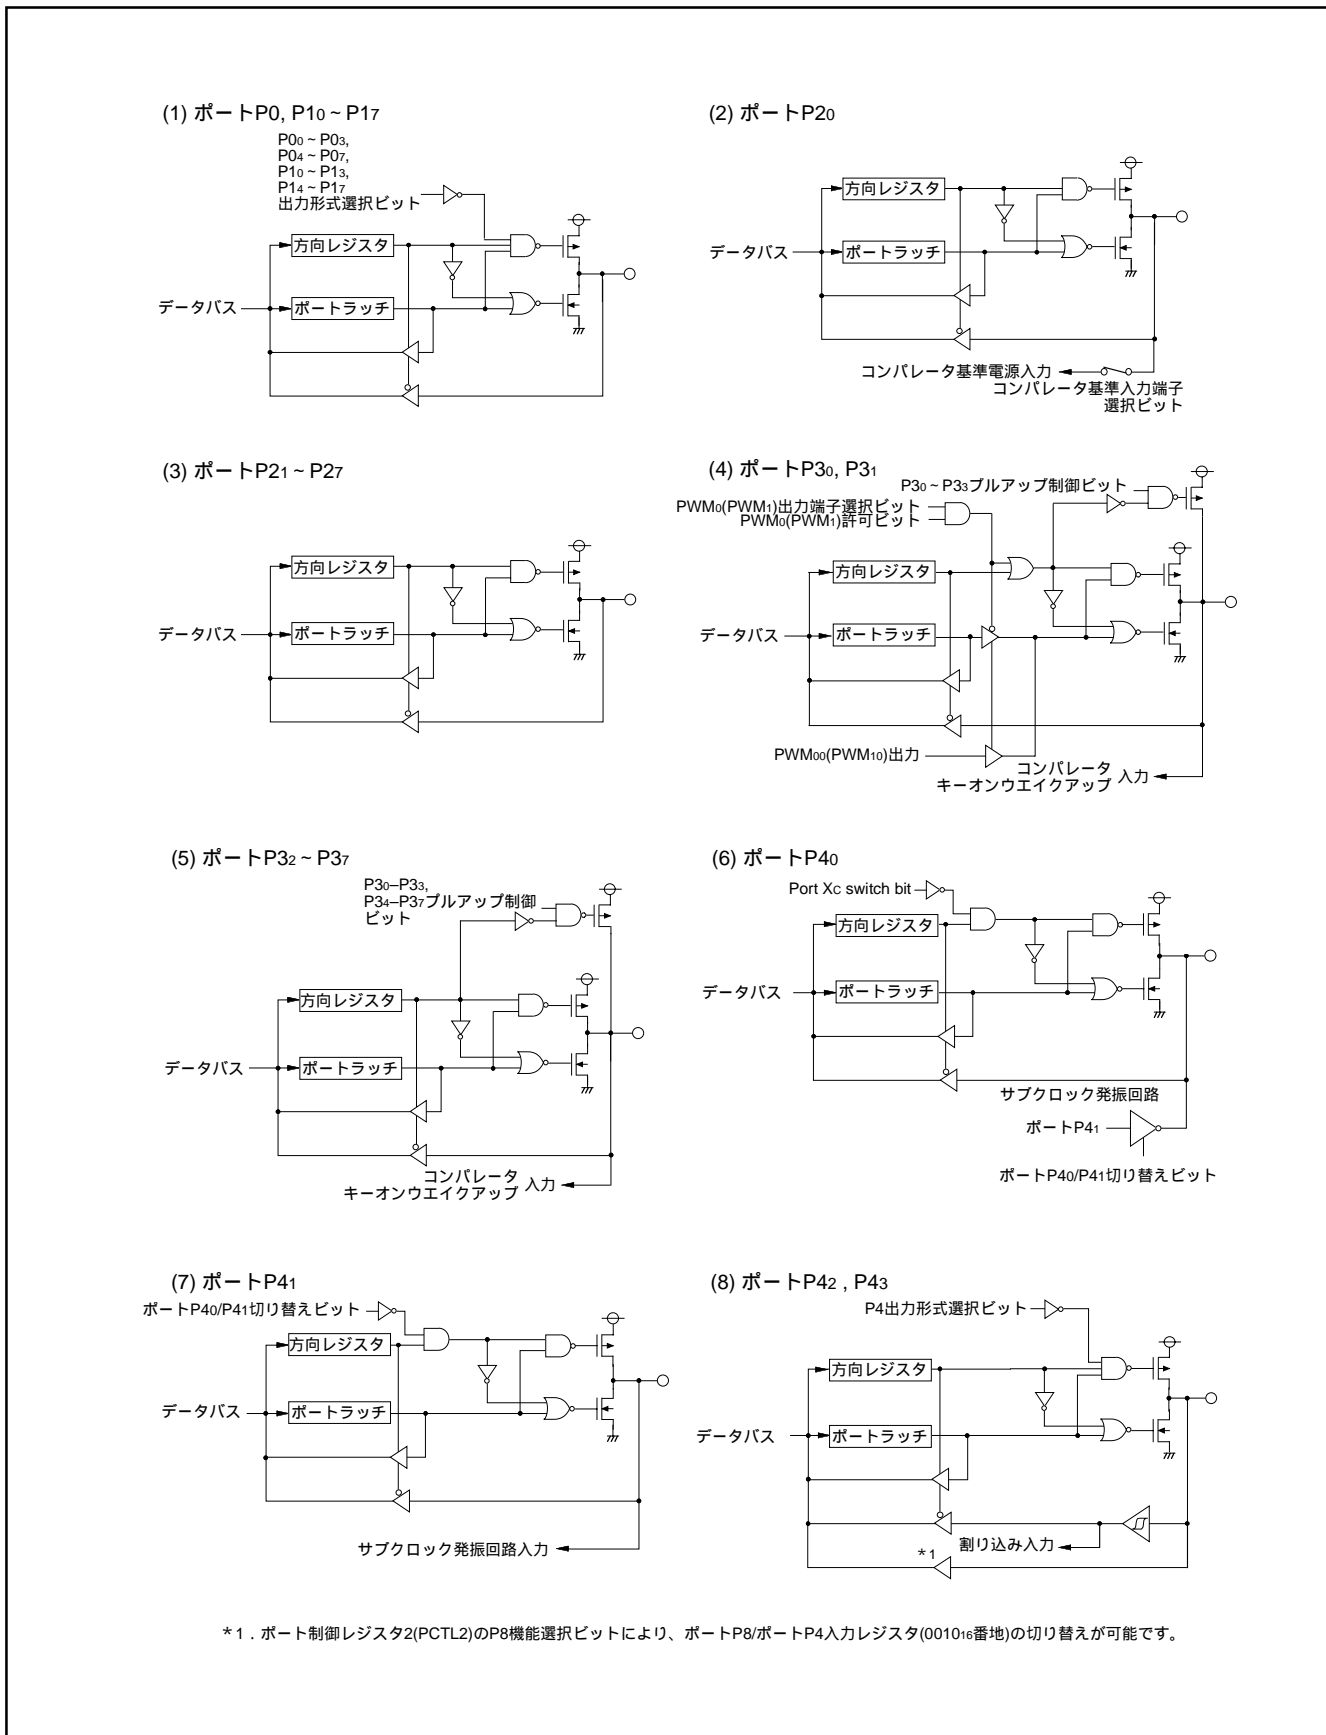 (1) ポートP0, P10 ~ P17
P00 ~ P03,
P04 ~ P07,
P10 ~ P13,
P14 ~ P17
出力形式選択ビット
方向レジスタ
データバス
ポートラッチ
(2) ポートP20
方向レジスタ
データバス
ポートラッチ
コンパレータ基準電源入力
コンパレータ基準入力端子
選択ビット
(3) ポートP21 ~ P27
方向レジスタ
データバス
ポートラッチ
(4) ポートP30, P31
P30 ~ P33プルアップ制御ビット
PWM0(PWM1)出力端子選択ビット
PWM0(PWM1)許可ビット
方向レジスタ
データバス
ポートラッチ
PWM00(PWM10)出力
コンパレータ
キーオンウエイクアップ 入力
(5) ポートP32 ~ P37
P30–P33,
P34–P37プルアップ制御
ビット
方向レジスタ
データバス
ポートラッチ
コンパレータ
キーオンウエイクアップ 入力
(6) ポートP40
Port XC switch bit
方向レジスタ
データバス
ポートラッチ
サブクロック発振回路
ポートP41
ポートP40/P41切り替えビット
(7) ポートP41
ポートP40/P41切り替えビット
方向レジスタ
データバス
ポートラッチ
サブクロック発振回路入力
(8) ポートP42 , P43
P4出力形式選択ビット
方向レジスタ
データバス
ポートラッチ
割り込み入力
*1
*1．ポート制御レジスタ2(PCTL2)のP8機能選択ビットにより、ポートP8/ポートP4入力レジスタ(001016番地)の切り替えが可能です。